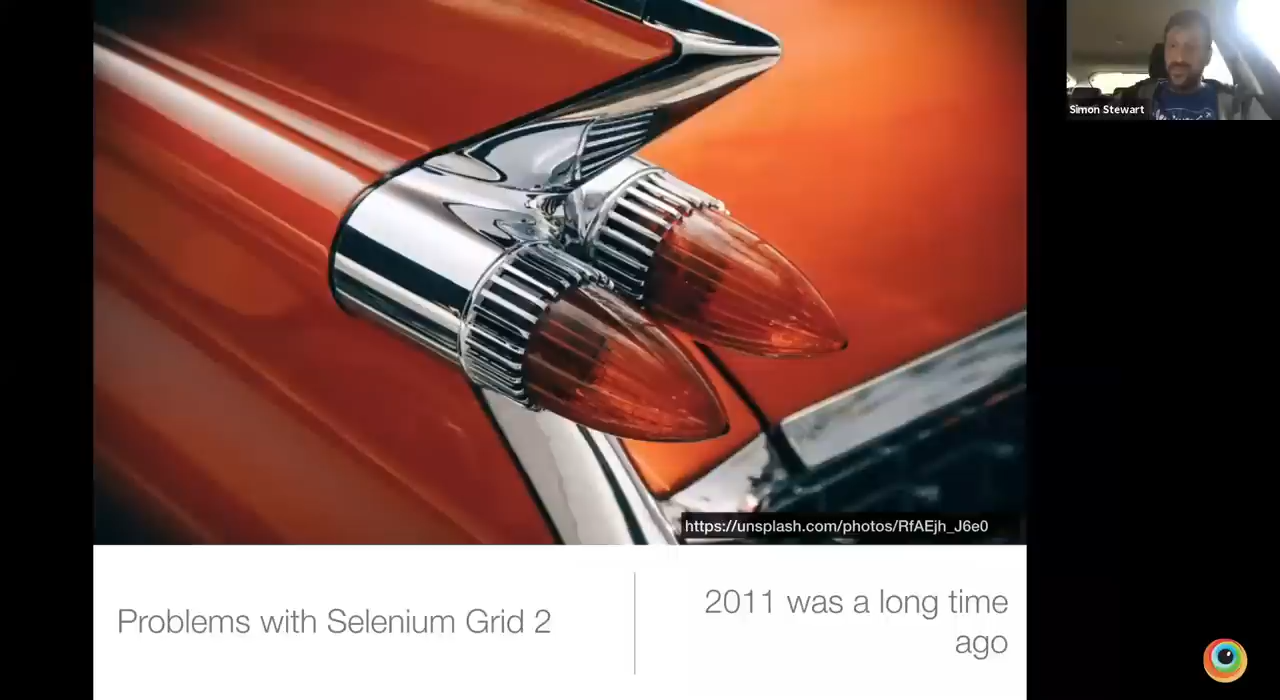 Simon Stewart
https://unsplash.com/photos/RfAEjh_J6e0
Problems with Selenium Grid 2
2011 was a long time
ago